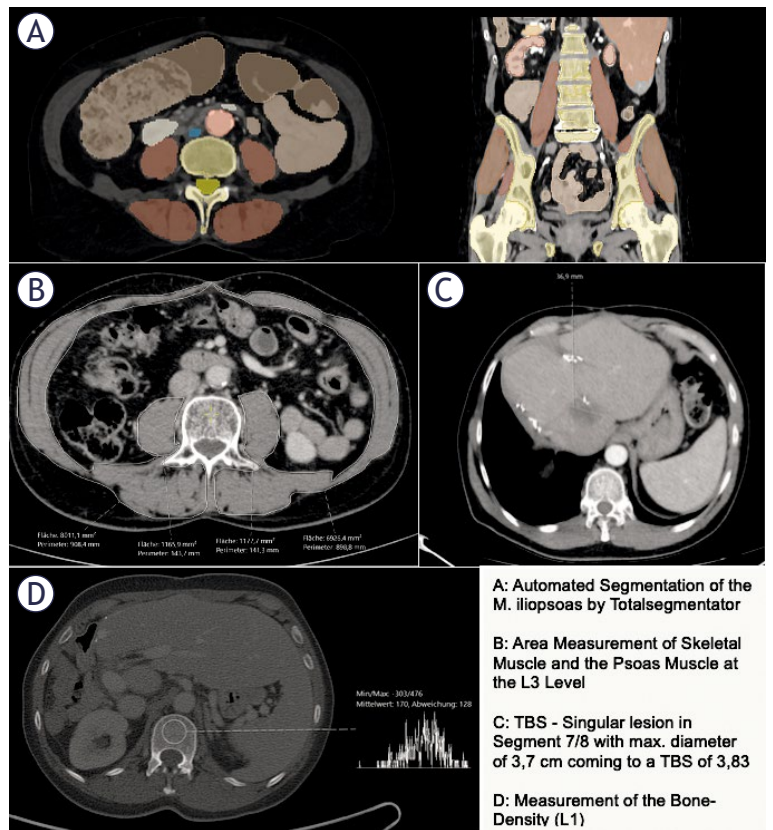 A
B
C
36,9 mm
Fläche: 8011,1 mm²
Perimeter: 908,4 mm
Fläche: 1165,9 mm²
Perimeter: 143,7 mm
Fläche: 1177,7 mm²
Perimeter: 141,3 mm
Fläche: 6925,4 mm²
Perimeter: 890,8 mm
D
Min/Max: -303/476
Mittelwert: 170, Abweichung: 128
A: Automated Segmentation of the
M. iliopsoas by Totalsegmentator
B: Area Measurement of Skeletal
Muscle and the Psoas Muscle at
the L3 Level
C: TBS - Singular lesion in
Segment 7/8 with max. diameter
of 3,7 cm coming to a TBS of 3,83
D: Measurement of the Bone-
Density (L1)